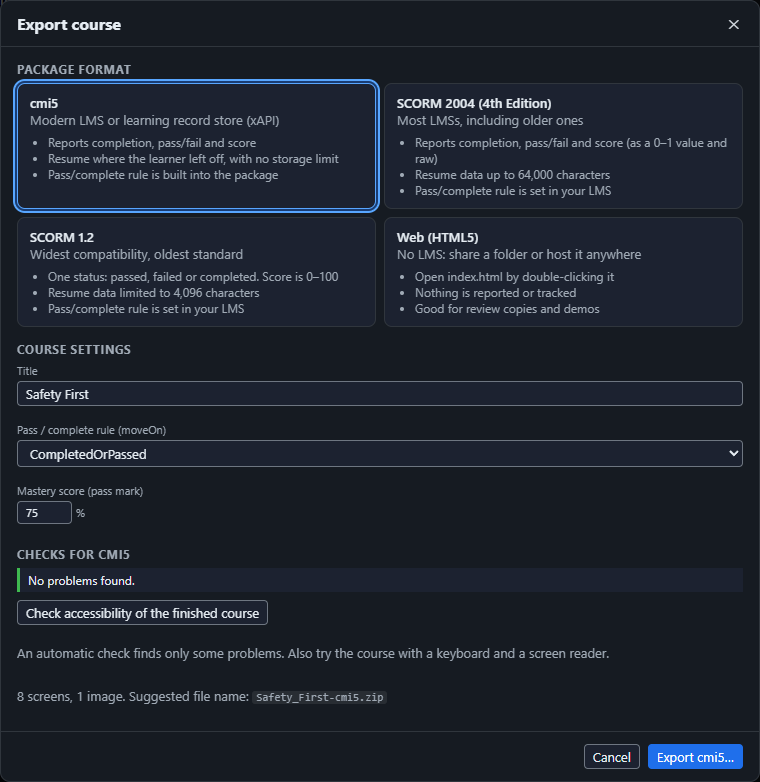 Export course
PACKAGE FORMAT
cmi5
Modern LMS or learning record store (xAPI)
• Reports completion, pass/fail and score
• Resume where the learner left off, with no storage limit
• Pass/complete rule is built into the package
SCORM 2004 (4th Edition)
Most LMSs, including older ones
• Reports completion, pass/fail and score (as a 0–1 value and
raw)
• Resume data up to 64,000 characters
• Pass/complete rule is set in your LMS
SCORM 1.2
Widest compatibility, oldest standard
• One status: passed, failed or completed. Score is 0–100
• Resume data limited to 4,096 characters
• Pass/complete rule is set in your LMS
Web (HTML5)
No LMS: share a folder or host it anywhere
• Open index.html by double-clicking it
• Nothing is reported or tracked
• Good for review copies and demos
COURSE SETTINGS
Title
Safety First
Pass / complete rule (moveOn)
CompletedOrPassed
Mastery score (pass mark)
75 %
CHECKS FOR CMI5
No problems found.
Check accessibility of the finished course
An automatic check finds only some problems. Also try the course with a keyboard and a screen reader.
8 screens, 1 image. Suggested file name: Safety_First-cmi5.zip
Cancel
Export cmi5...